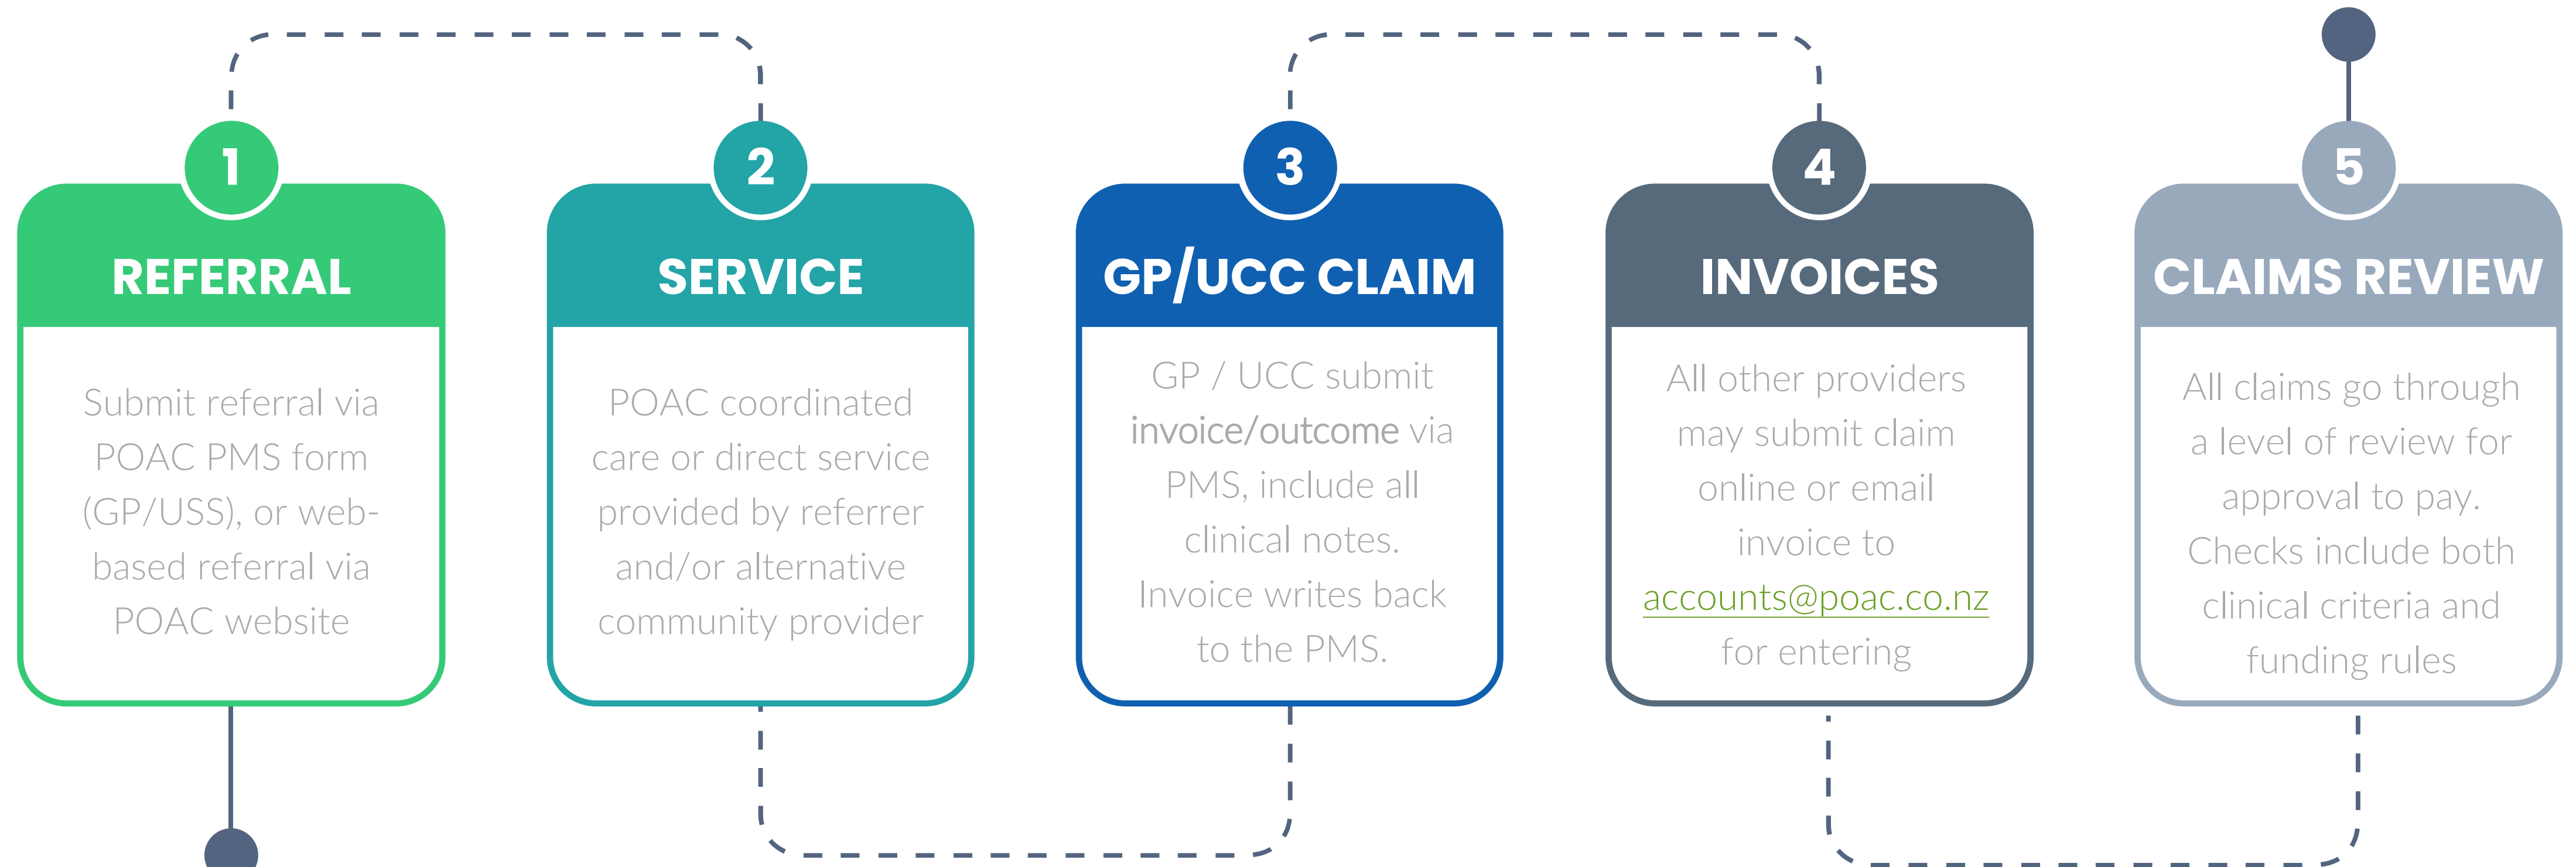 1
REFERRAL
Submit referral via
POAC PMS form
(GP/USS), or web-
based referral via
POAC website
2
SERVICE
POAC coordinated
care or direct service
provided by referrer
and/or alternative
community provider
3
GP/UCC CLAIM
GP / UCC submit
invoice/outcome via
PMS, include all
clinical notes.
Invoice writes back
to the PMS.
4
INVOICES
All other providers
may submit claim
online or email
invoice to
accounts@poac.co.nz
for entering
5
CLAIMS REVIEW
All claims go through
a level of review for
approval to pay.
Checks include both
clinical criteria and
funding rules